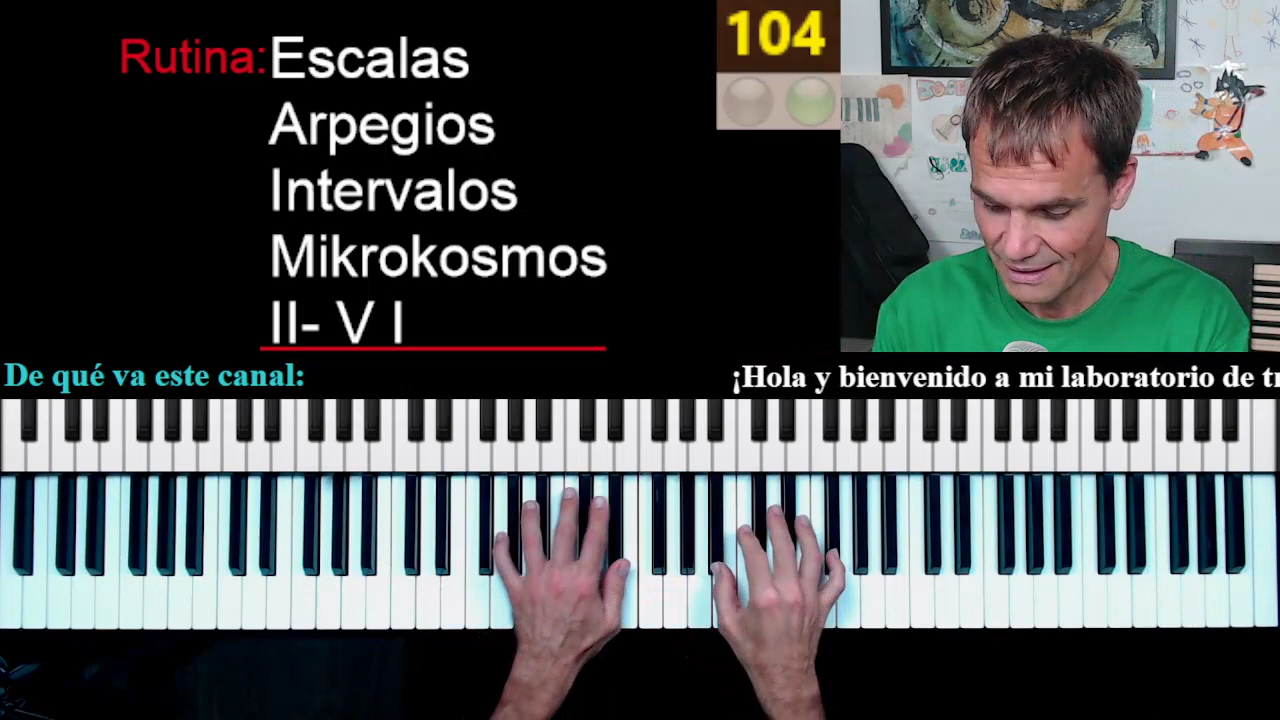 Rutina: Escalas
Arpegios
Intervalos
Mikrokosmos
II- V I
104
De qué va este canal:
¡Hola y bienvenido a mi laboratorio de